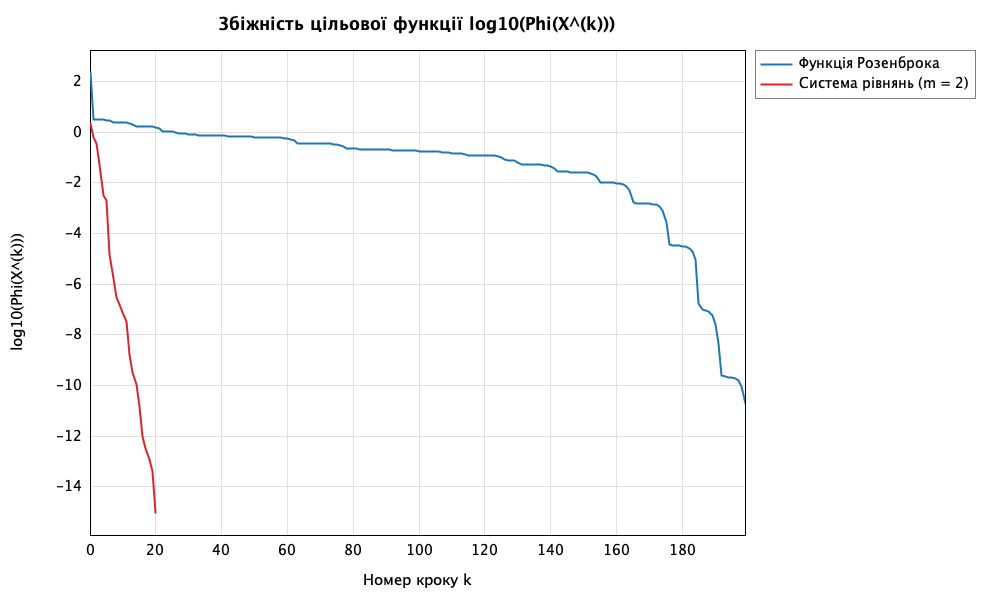 Збіжність цільової функції log10(Phi(X^(k)))
Функція Розенброка
Система рівнянь (m = 2)
log10(Phi(X^(k)))
2
0
−2
−4
−6
−8
−10
−12
−14
0 20 40 60 80 100 120 140 160 180
Номер кроку k